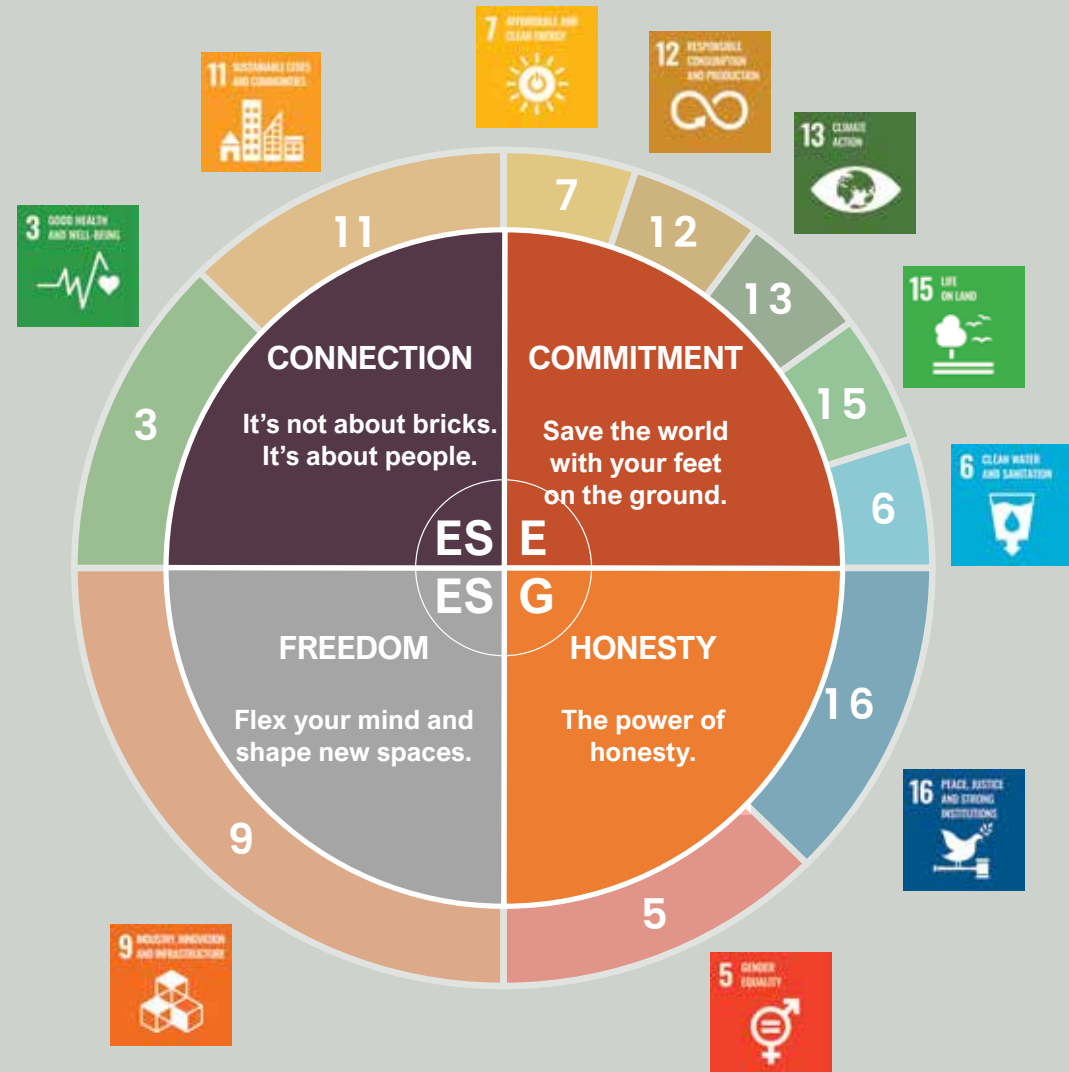 7 AFFORDABLE AND
CLEAN ENERGY
11 SUSTAINABLE CITIES
AND COMMUNITIES
12 RESPONSIBLE
CONSUMPTION
AND PRODUCTION
13 CLIMATE
ACTION
3 GOOD HEALTH
AND WELL-BEING
15 LIFE
ON LAND
6 CLEAN WATER
AND SANITATION
16 PEACE, JUSTICE
AND STRONG
INSTITUTIONS
9 INDUSTRY, INNOVATION
AND INFRASTRUCTURE
5 GENDER
EQUALITY
7
11
12
13
3
15
6
16
9
5
CONNECTION
It’s not about bricks.
It’s about people.
ES
COMMITMENT
Save the world
with your feet
on the ground.
E
ES
FREEDOM
Flex your mind and
shape new spaces.
G
HONESTY
The power of
honesty.